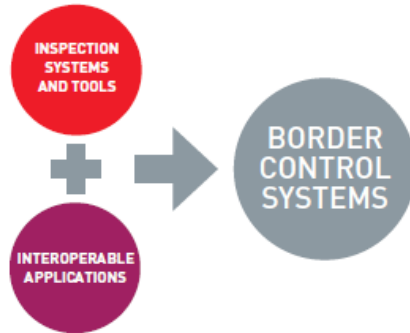 INSPECTION
SYSTEMS
AND TOOLS
INTEROPERABLE
APPLICATIONS
BORDER
CONTROL
SYSTEMS